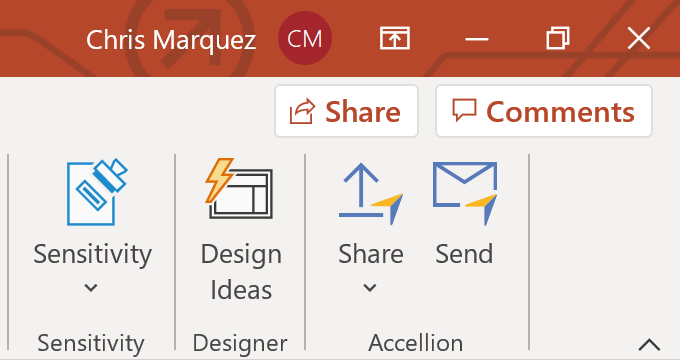 Chris Marquez CM
Share Comments
Sensitivity Design Ideas Share Send
Sensitivity Designer Accellion